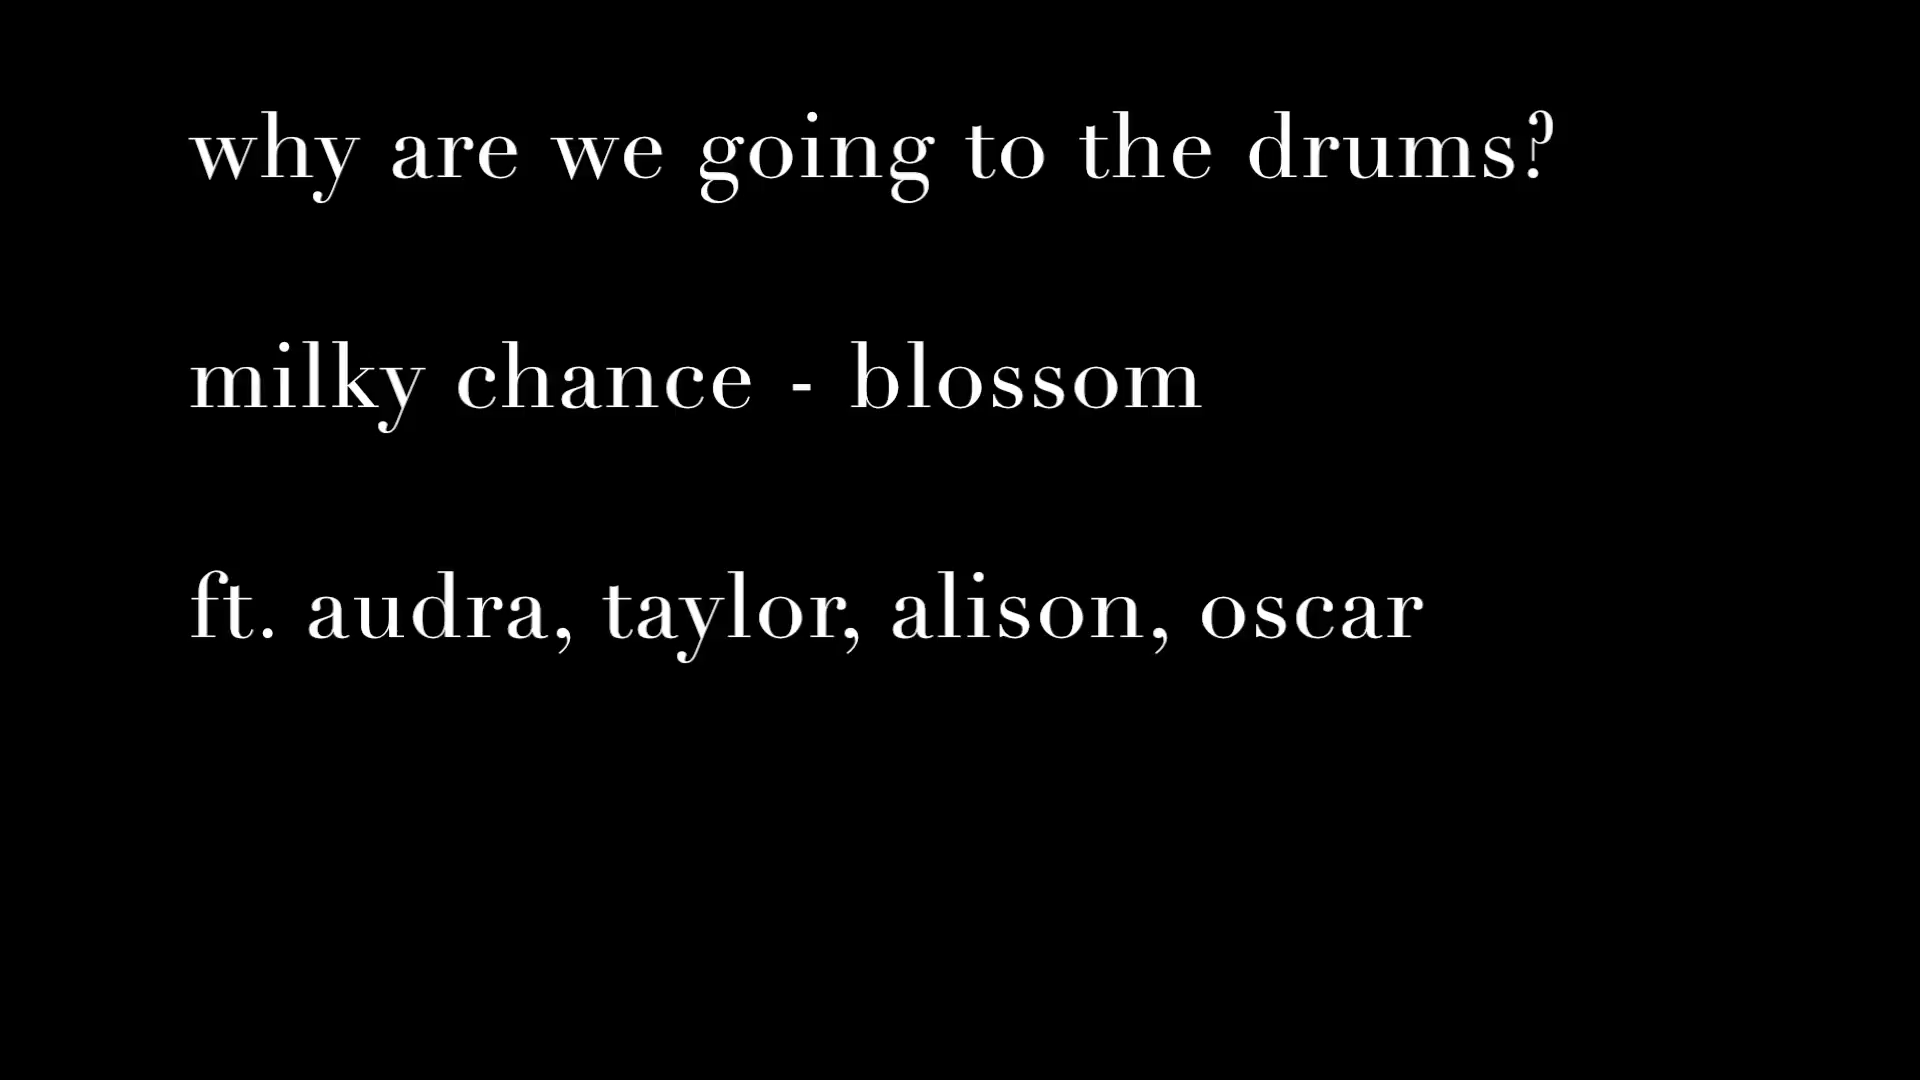 why are we going to the drums?
milky chance - blossom
ft. audra, taylor, alison, oscar